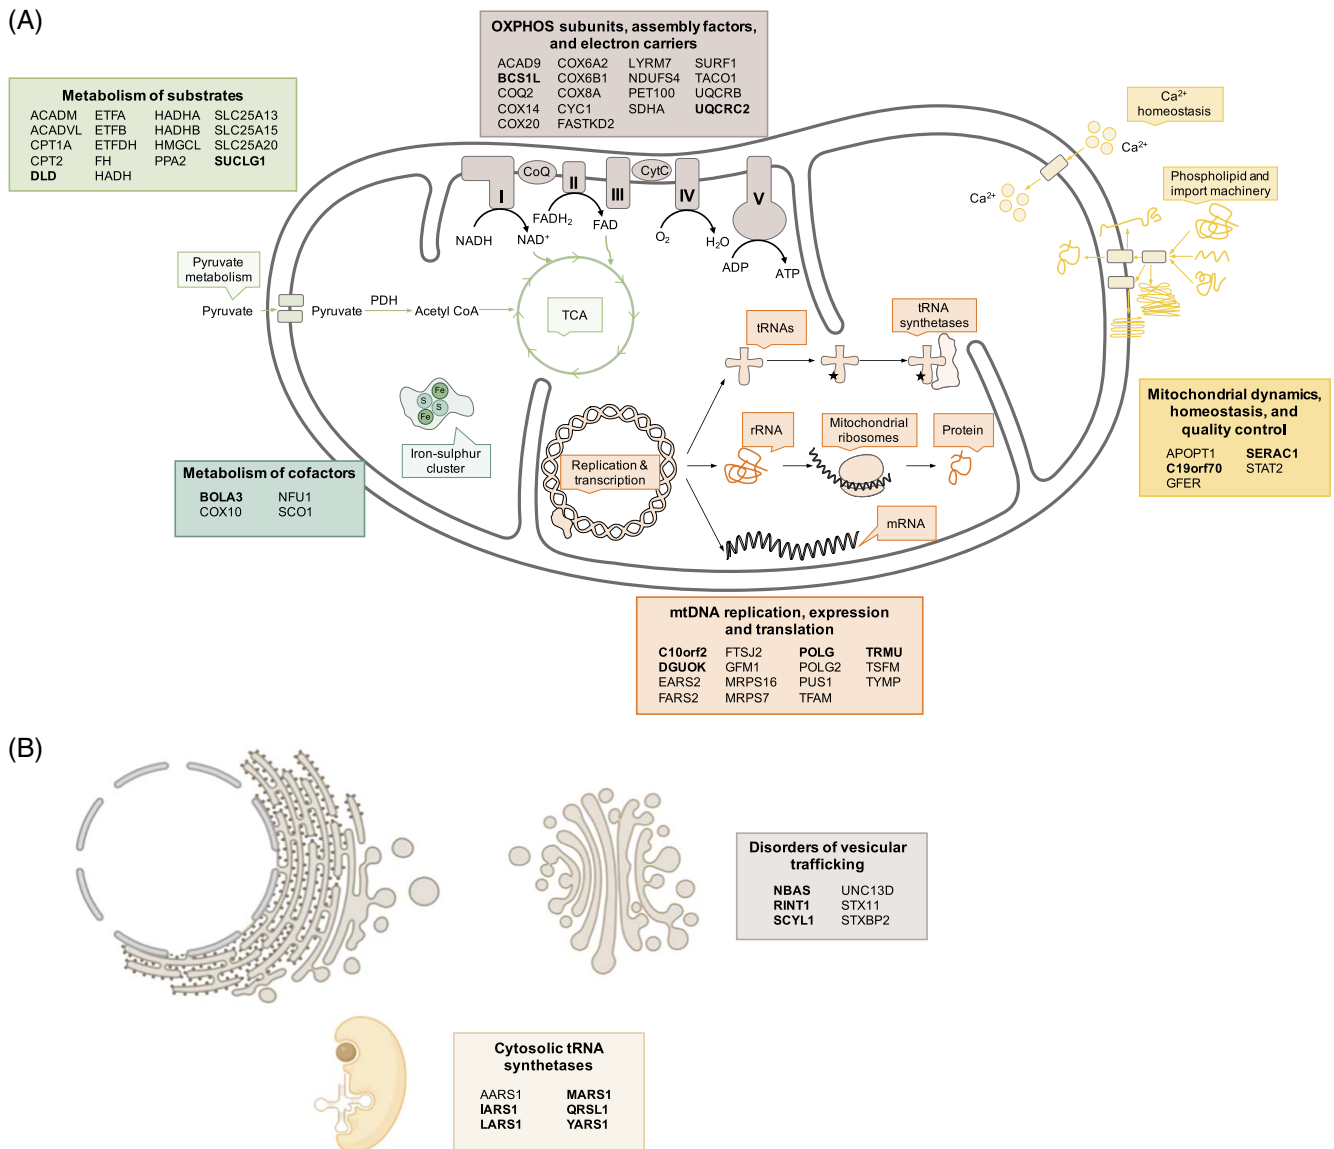 (A)
OXPHOS subunits, assembly factors,
and electron carriers
ACAD9 COX6A2 LYRM7 SURF1
BCS1L COX6B1 NDUFS4 TACO1
COQ2 COX8A PET100 UQCRB
COX14 CYC1 SDHA UQCRC2
COX20 FASTKD2
Metabolism of substrates
ACADM ETFA HADHA SLC25A13
ACADVL ETFB HADHB SLC25A15
CPT1A ETFDH HMGCL SLC25A20
CPT2 FH PPA2 SUCLG1
DLD HADH
Ca²⁺
homeostasis
Ca²⁺
Ca²⁺
Phospholipid and
import machinery
I CoQ II III CytC IV V
NADH NAD⁺ FADH₂ FAD O₂ H₂O ADP ATP
Pyruvate
metabolism
Pyruvate Pyruvate PDH Acetyl CoA
TCA
tRNAs
tRNA
synthetases
Fe
S
S
Fe
Iron-sulphur
cluster
Replication &
transcription
rRNA
Mitochondrial
ribosomes
Protein
mRNA
Mitochondrial dynamics,
homeostasis, and
quality control
APOPT1 SERAC1
C19orf70 STAT2
GFER
Metabolism of cofactors
BOLA3 NFU1
COX10 SCO1
mtDNA replication, expression
and translation
C10orf2 FTSJ2 POLG TRMU
DGUOK GFM1 POLG2 TSFM
EARS2 MRPS16 PUS1 TYMP
FARS2 MRPS7 TFAM
(B)
Disorders of vesicular
trafficking
NBAS UNC13D
RINT1 STX11
SCYL1 STXBP2
Cytosolic tRNA
synthetases
AARS1 MARS1
IARS1 QRSL1
LARS1 YARS1